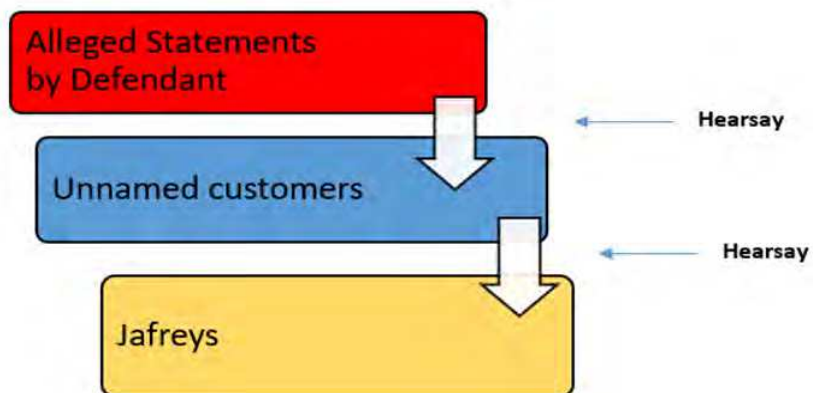 Alleged Statements
by Defendant
Hearsay
Unnamed customers
Hearsay
Jafreys